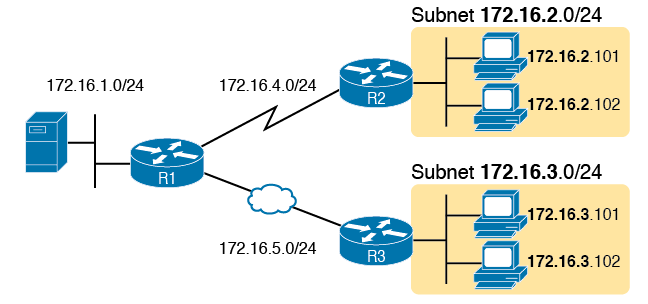 Subnet 172.16.2.0/24
172.16.1.0/24
172.16.4.0/24
172.16.2.101
R2
172.16.2.102
R1
Subnet 172.16.3.0/24
172.16.5.0/24
172.16.3.101
R3
172.16.3.102